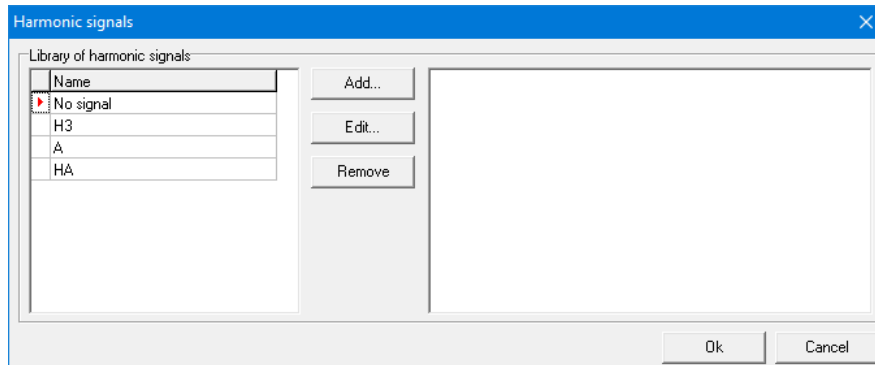 Harmonic signals
Library of harmonic signals
Name
No signal
H3
A
HA
Add...
Edit...
Remove
Ok
Cancel